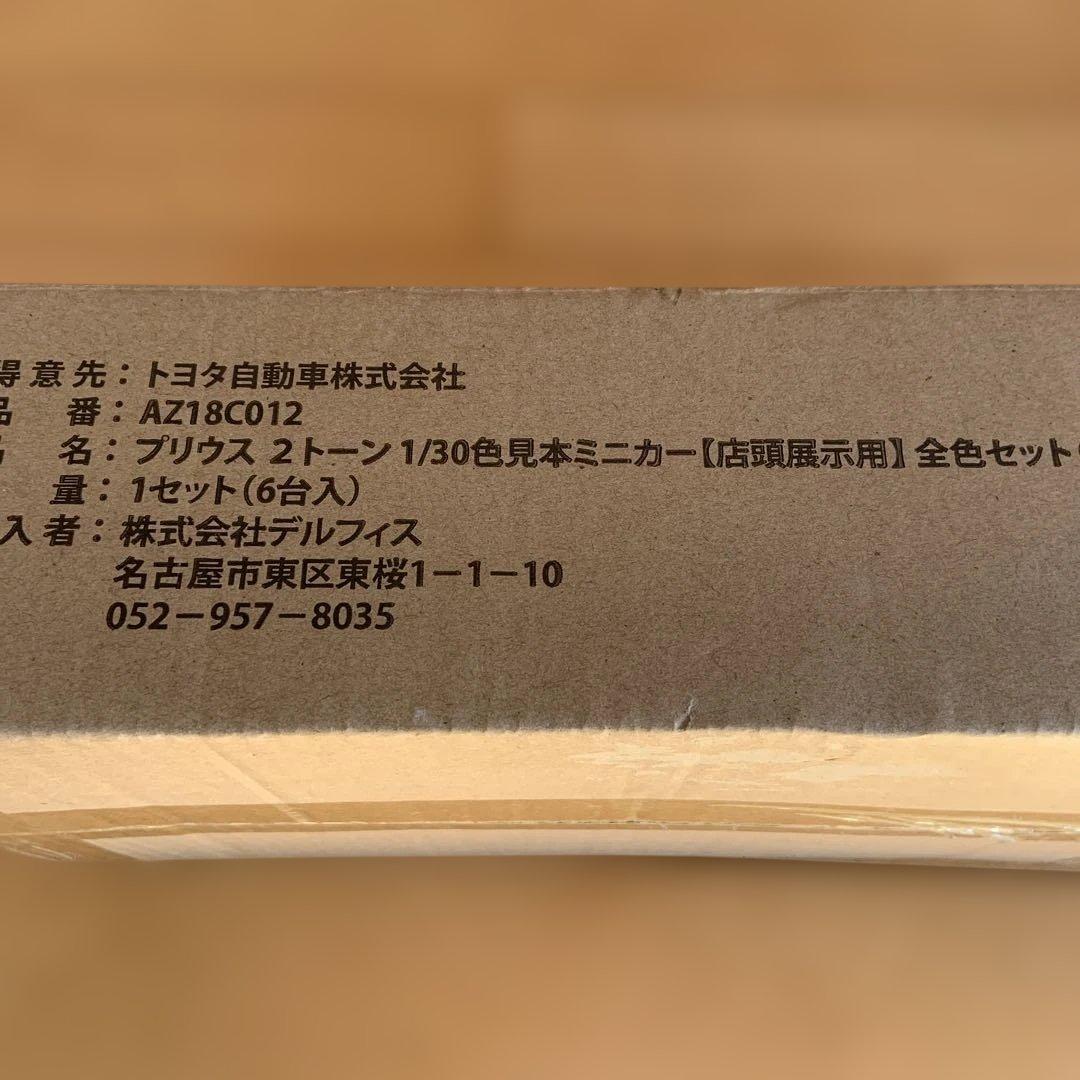 得意先：トヨタ自動車株式会社
品　番：AZ18C012
名：プリウス 2トーン 1/30色見本ミニカー【店頭展示用】 全色セット
量：1セット（6台入）
入者：株式会社デルフィス
名古屋市東区東桜1－1－10
052－957－8035